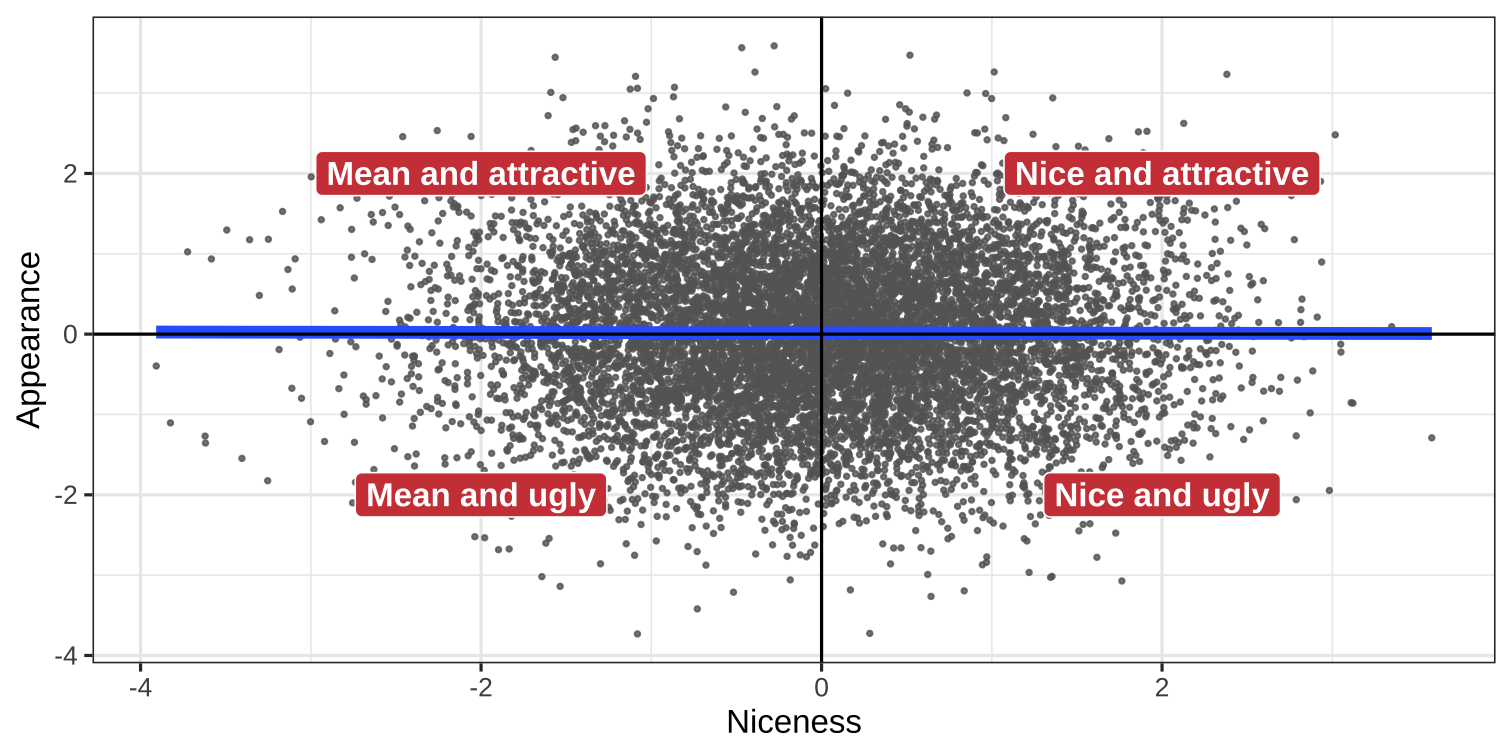 Mean and attractive
Nice and attractive
2
Appearance
0
Mean and ugly
Nice and ugly
-2
-4
-4
-2
0
2
Niceness